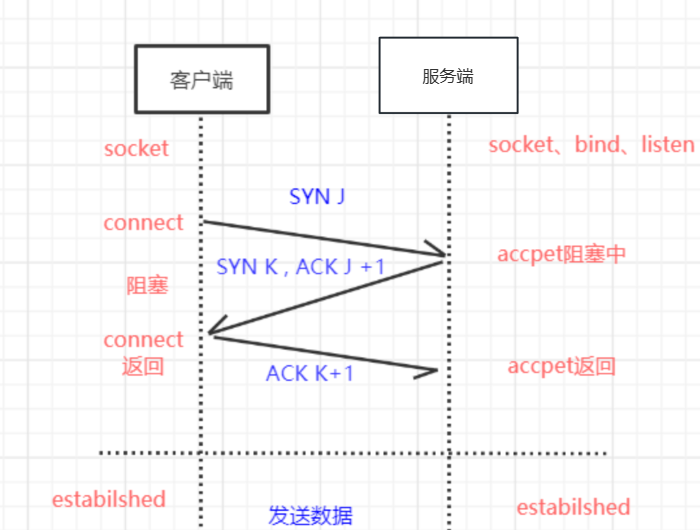 客户端
服务端
socket
socket、bind、listen
SYN J
connect
SYN K , ACK J +1
accpet阻塞中
阻塞
connect
返回
ACK K+1
accpet返回
estabilshed
发送数据
estabilshed